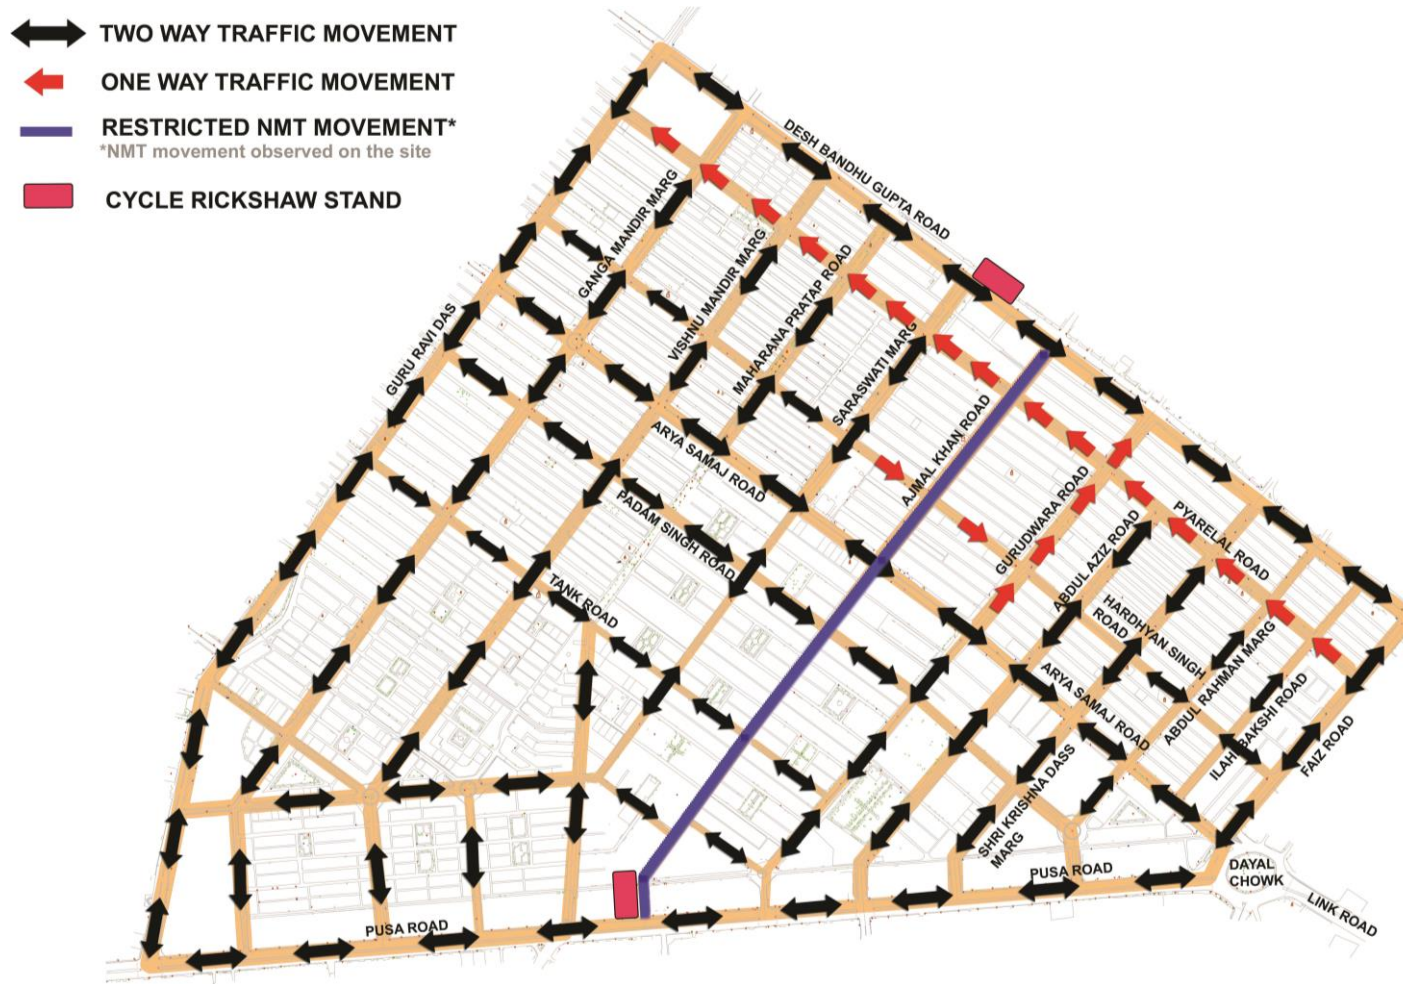 TWO WAY TRAFFIC MOVEMENT
ONE WAY TRAFFIC MOVEMENT
RESTRICTED NMT MOVEMENT*
*NMT movement observed on the site
CYCLE RICKSHAW STAND
DESH BANDHU GUPTA ROAD
GANGA MANDIR MARG
VISHNU MANDIR MARG
MAHARANA PRATAP ROAD
GURU RAVI DAS
SARASWATI MARG
AJMAL KHAN ROAD
ARYA SAMAJ ROAD
PADAM SINGH ROAD
GURUDWARA ROAD
PYARELAL ROAD
ABDUL AZIZ ROAD
TANK ROAD
HARDHYAN SINGH
ROAD
ABDUL RAHMAN MARG
ARYA SAMAJ ROAD
ILAHI BAKSHI ROAD
FAIZ ROAD
SHRI KRISHNA DASS
MARG
PUSA ROAD
DAYAL
CHOWK
LINK ROAD
PUSA ROAD